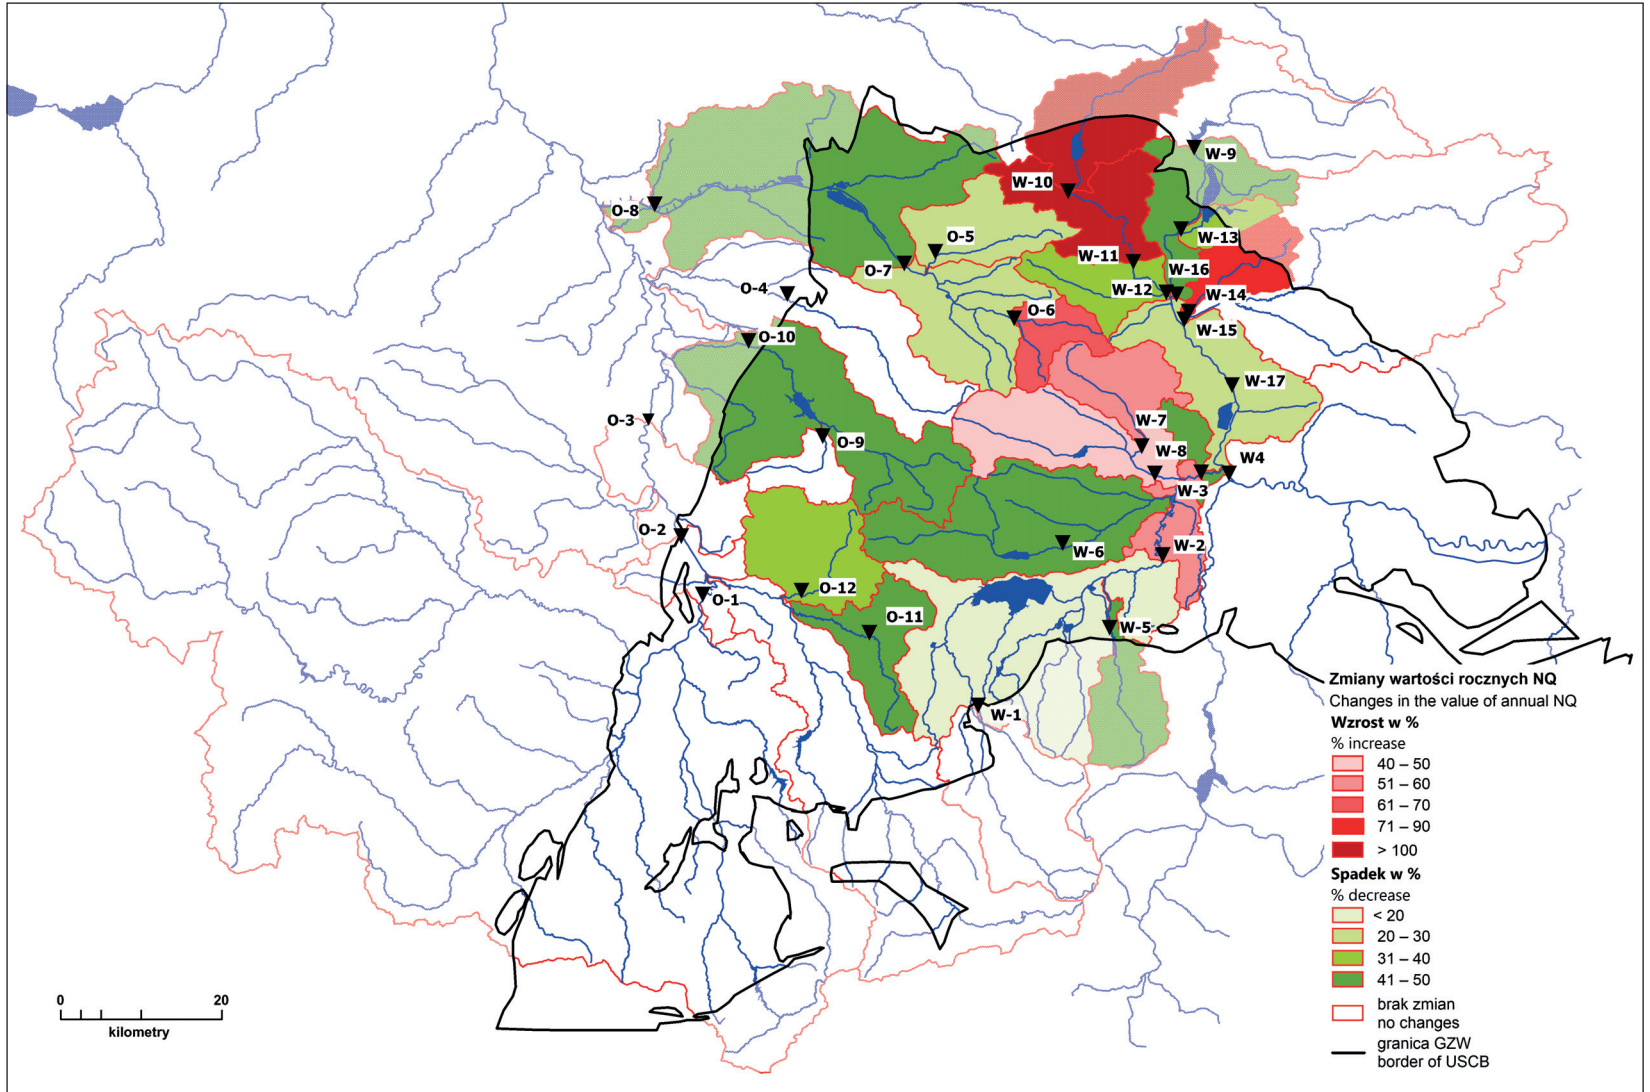 W-9
W-10
O-8
W-13
O-5
W-11
O-7
W-16
O-4
W-12
W-14
O-6
W-15
O-10
W-17
O-3
W-7
O-9
W-8
W4
W-3
O-2
W-6
W-2
O-12
O-1
O-11
W-5
W-1
Zmiany wartości rocznych NQ
Changes in the value of annual NQ
Wzrost w %
% increase
40 – 50
51 – 60
61 – 70
71 – 90
> 100
Spadek w %
% decrease
< 20
20 – 30
31 – 40
41 – 50
brak zmian
no changes
granica GZW
border of USCB
0 20
kilometry